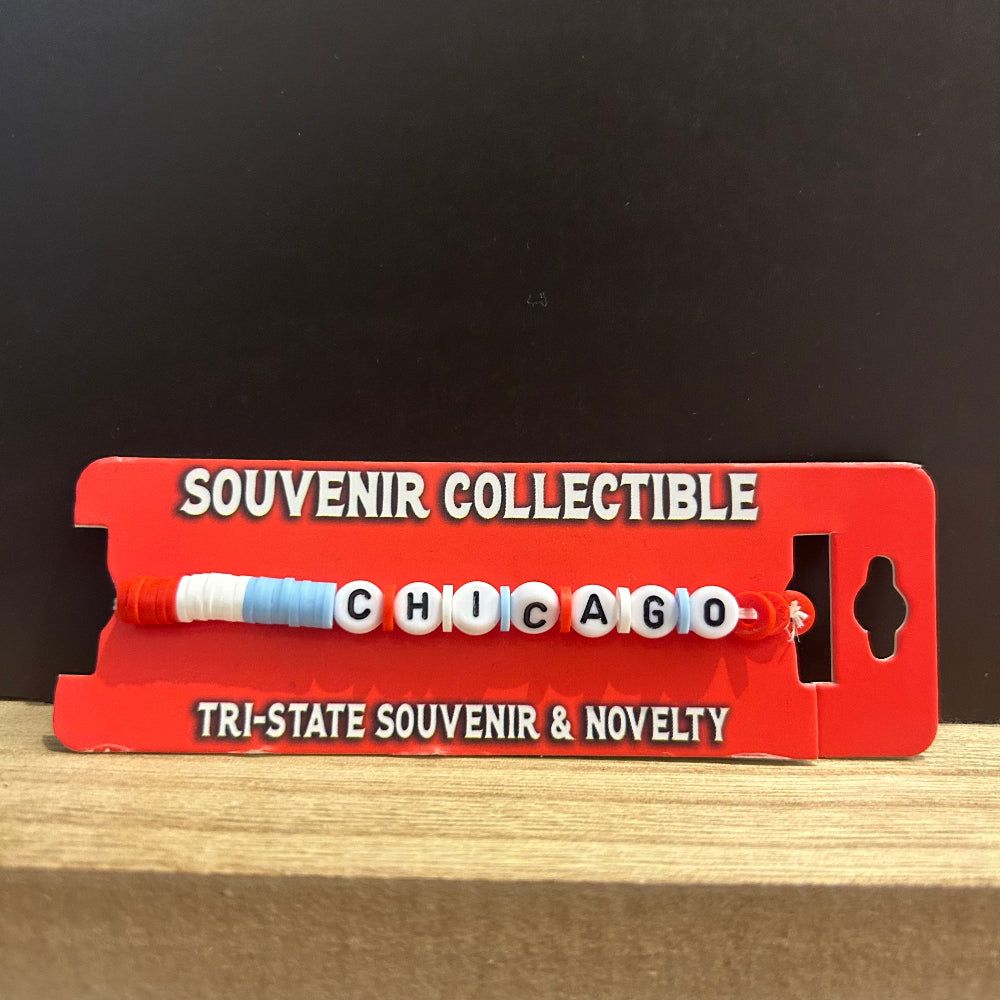 SOUVENIR COLLECTIBLE
CHICAGO
TRI-STATE SOUVENIR & NOVELTY